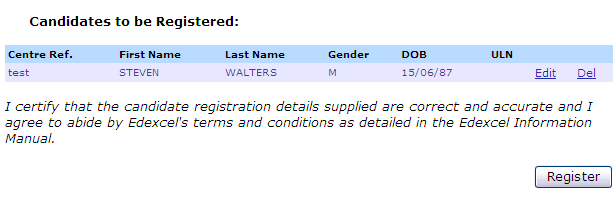 Candidates to be Registered:
Centre Ref. First Name Last Name Gender DOB ULN
test STEVEN WALTERS M 15/06/87 Edit Del
I certify that the candidate registration details supplied are correct and accurate and I
agree to abide by Edexcel's terms and conditions as detailed in the Edexcel Information
Manual.
Register